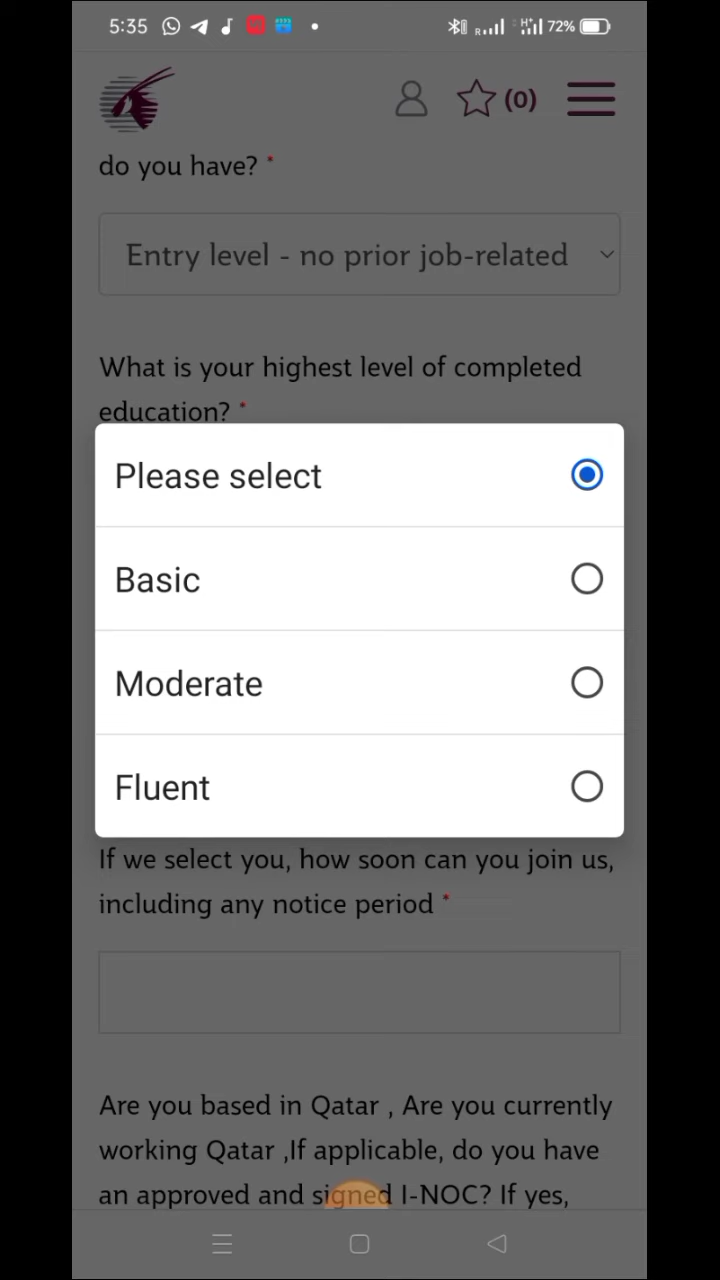 5:35
72%
(0)
do you have? *
Entry level - no prior job-related
What is your highest level of completed
education? *
Please select
Basic
Moderate
Fluent
If we select you, how soon can you join us,
including any notice period *
Are you based in Qatar , Are you currently
working Qatar ,If applicable, do you have
an approved and signed I-NOC? If yes,